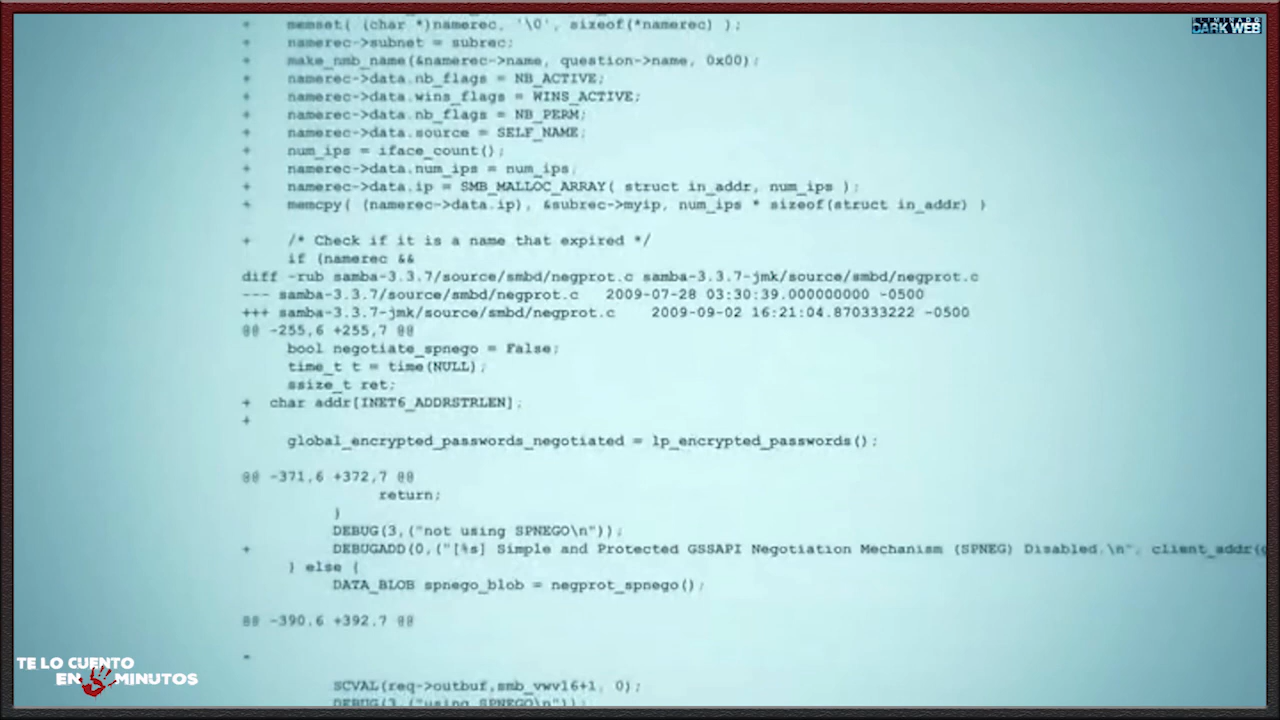 +    memset( (char *)namerec, '\0', sizeof(*namerec) );
ELIMINADO
DARK WEB
+    namerec->subnet = subrec;
+    make_nmb_name(&namerec->name, question->name, 0x00);
+    namerec->data.nb_flags = NB_ACTIVE;
+    namerec->data.wins_flags = WINS_ACTIVE;
+    namerec->data.nb_flags = NB_PERM;
+    namerec->data.source = SELF_NAME;
+    num_ips = iface_count();
+    namerec->data.num_ips = num_ips;
+    namerec->data.ip = SMB_MALLOC_ARRAY( struct in_addr, num_ips );
+    memcpy( (namerec->data.ip), &subrec->myip, num_ips * sizeof(struct in_addr) )
+    /* Check if it is a name that expired */
     if (namerec &&
diff -rub samba-3.3.7/source/smbd/negprot.c samba-3.3.7-jmk/source/smbd/negprot.c
--- samba-3.3.7/source/smbd/negprot.c   2009-07-28 03:30:39.000000000 -0500
+++ samba-3.3.7-jmk/source/smbd/negprot.c    2009-09-02 16:21:04.870333222 -0500
@@ -255,6 +255,7 @@
     bool negotiate_spnego = False;
     time_t t = time(NULL);
     ssize_t ret;
+  char addr[INET6_ADDRSTRLEN];
+
     global_encrypted_passwords_negotiated = lp_encrypted_passwords();
@@ -371,6 +372,7 @@
               return;
          }
          DEBUG(3,("not using SPNEGO\n"));
+         DEBUGADD(0,("[%s] Simple and Protected GSSAPI Negotiation Mechanism (SPNEG) Disabled.\n", client_addr(
     } else {
          DATA_BLOB spnego_blob = negprot_spnego();
@@ -390,6 +392,7 @@
-
TE LO CUENTO
EN 5 MINUTOS
          SCVAL(req->outbuf,smb_vwv16+1, 0);
          DEBUG(3,("using SPNEGO\n"));